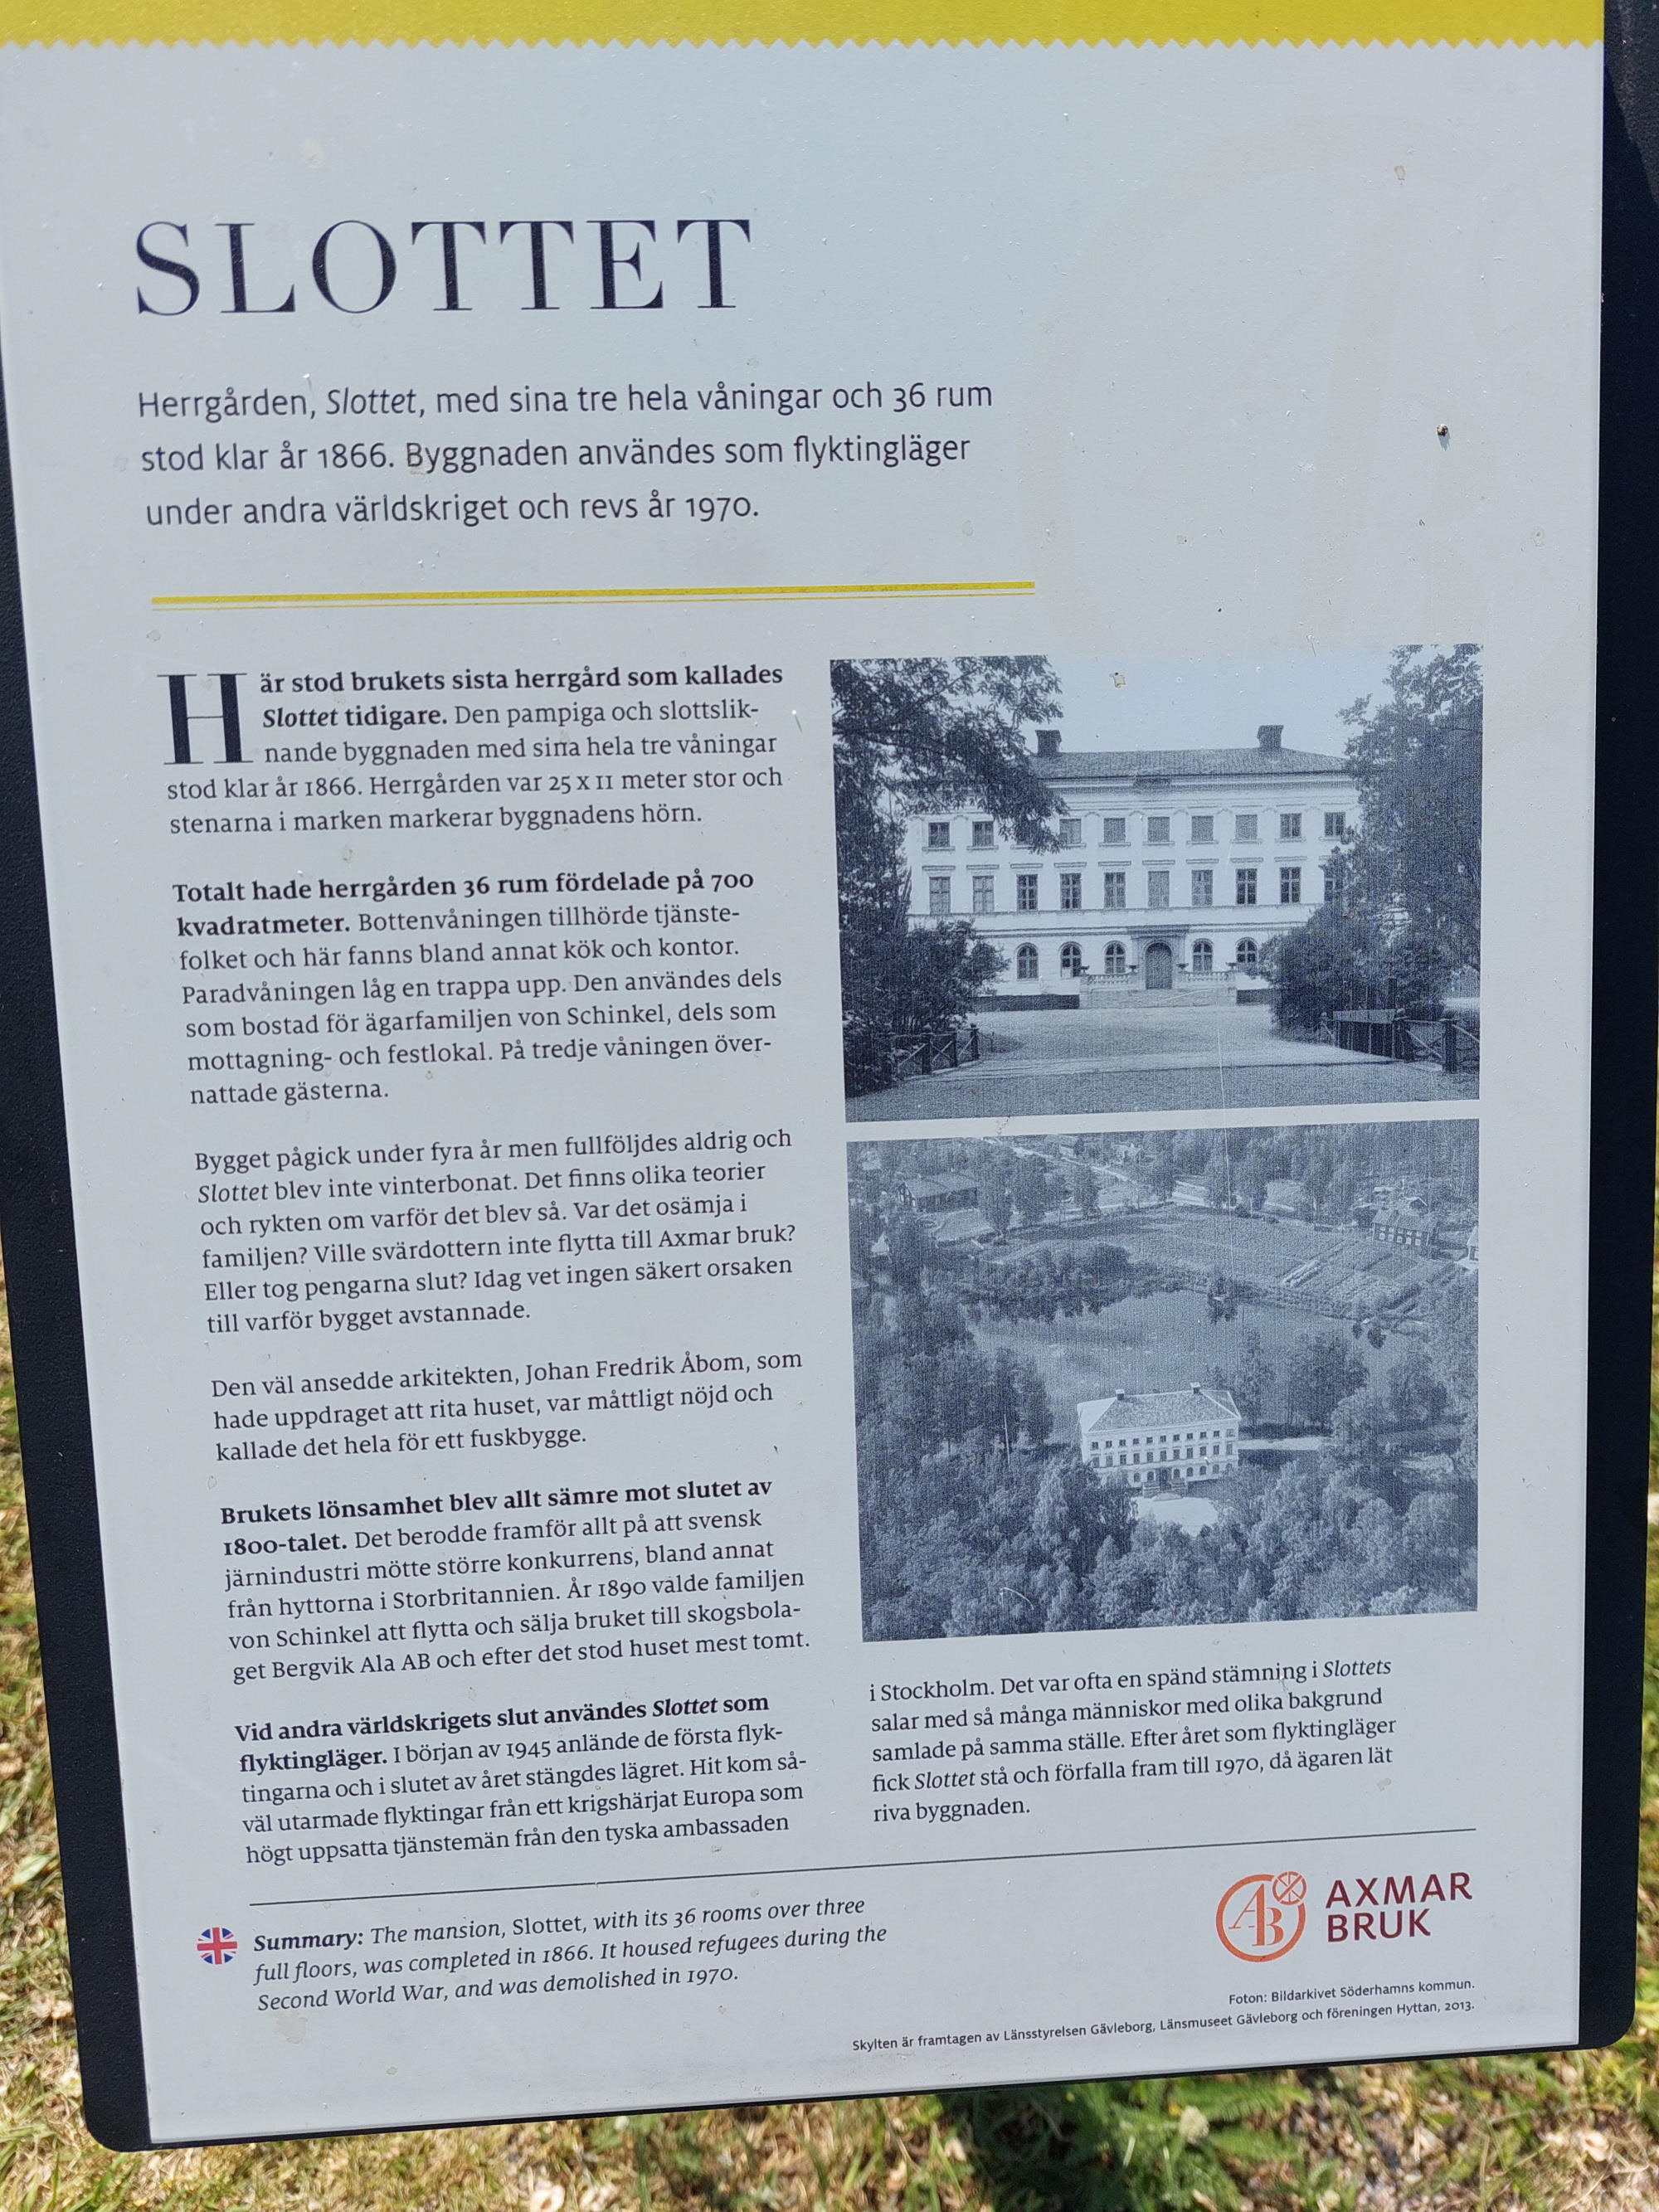 SLOTTET
Herrgården, Slottet, med sina tre hela våningar och 36 rum
stod klar år 1866. Byggnaden användes som flyktingläger
under andra världskriget och revs år 1970.
Här stod brukets sista herrgård som kallades
Slottet tidigare. Den pampiga och slottslik-
nande byggnaden med sina hela tre våningar
stod klar år 1866. Herrgården var 25 x 11 meter stor och
stenarna i marken markerar byggnadens hörn.
Totalt hade herrgården 36 rum fördelade på 700
kvadratmeter. Bottenvåningen tillhörde tjänste-
folket och här fanns bland annat kök och kontor.
Paradvåningen låg en trappa upp. Den användes dels
som bostad för ägarfamiljen von Schinkel, dels som
mottagning- och festlokal. På tredje våningen över-
nattade gästerna.
Bygget pågick under fyra år men fullföljdes aldrig och
Slottet blev inte vinterbonat. Det finns olika teorier
och rykten om varför det blev så. Var det osämja i
familjen? Ville svärdottern inte flytta till Axmar bruk?
Eller tog pengarna slut? Idag vet ingen säkert orsaken
till varför bygget avstannade.
Den väl ansedde arkitekten, Johan Fredrik Åbom, som
hade uppdraget att rita huset, var måttligt nöjd och
kallade det hela för ett fuskbygge.
Brukets lönsamhet blev allt sämre mot slutet av
1800-talet. Det berodde framför allt på att svensk
järnindustri mötte större konkurrens, bland annat
från hyttorna i Storbritannien. År 1890 valde familjen
von Schinkel att flytta och sälja bruket till skogsbola-
get Bergvik Ala AB och efter det stod huset mest tomt.
Vid andra världskrigets slut användes Slottet som
flyktingläger. I början av 1945 anlände de första flyk-
tingarna och i slutet av året stängdes lägret. Hit kom så-
väl utarmade flyktingar från ett krigshärjat Europa som
högt uppsatta tjänstemän från den tyska ambassaden
i Stockholm. Det var ofta en spänd stämning i Slottets
salar med så många människor med olika bakgrund
samlade på samma ställe. Efter året som flyktingläger
fick Slottet stå och förfalla fram till 1970, då ägaren lät
riva byggnaden.
Summary: The mansion, Slottet, with its 36 rooms over three
full floors, was completed in 1866. It housed refugees during the
Second World War, and was demolished in 1970.
AB
AXMAR
BRUK
Foton: Bildarkivet Söderhamns kommun.
Skylten är framtagen av Länsstyrelsen Gävleborg, Länsmuseet Gävleborg och föreningen Hyttan, 2013.